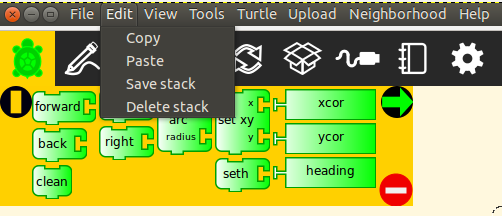 File Edit View Tools Turtle Upload Neighborhood Help
Copy
Paste
Save stack
Delete stack
forward
back
clean
right
arc
radius
set xy
x
y
seth
xcor
ycor
heading